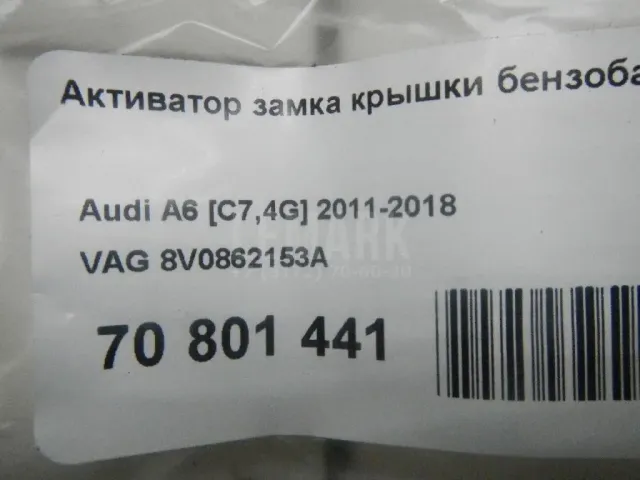 Активатор замка крышки бензоба
Audi A6 [C7,4G] 2011-2018
VAG 8V0862153A
70 801 441